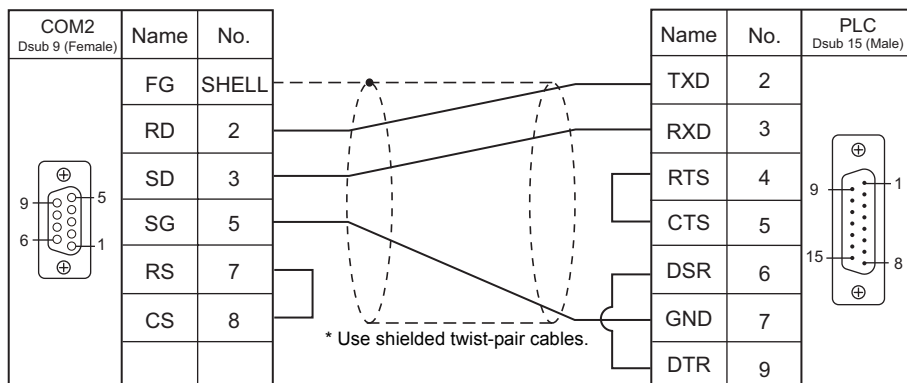 COM2
Dsub 9 (Female)
Name
No.
FG
SHELL
RD
2
SD
3
SG
5
RS
7
CS
8
9
5
6
1
* Use shielded twist-pair cables.
Name
No.
PLC
Dsub 15 (Male)
TXD
2
RXD
3
RTS
4
CTS
5
DSR
6
GND
7
DTR
9
9
1
15
8